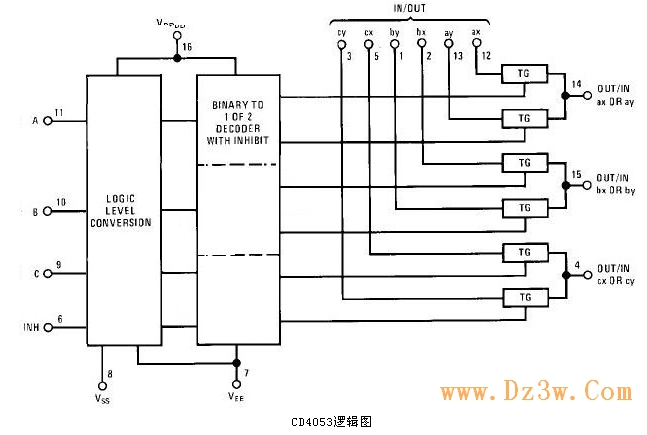 IN/OUT
cy cx by bx ay ax
3 5 1 2 13 12
16
TG
14
OUT/IN
ax OR ay
TG
11
A
BINARY TO
1 OF 2
DECODER
WITH INHIBIT
TG
15
OUT/IN
bx OR by
TG
10
B
LOGIC
LEVEL
CONVERSION
TG
4
OUT/IN
cx OR cy
TG
9
C
6
INH
8
VSS
7
VEE
www.Dz3w.Com
CD4053逻辑图